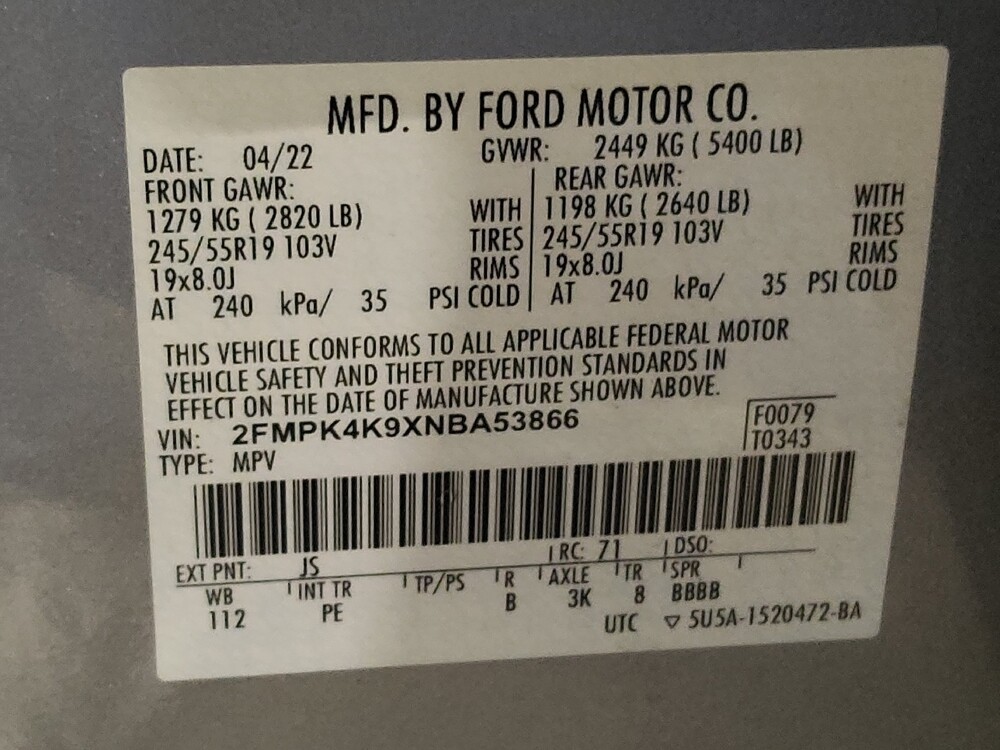 MFD. BY FORD MOTOR CO.
DATE: 04/22 GVWR: 2449 KG ( 5400 LB)
FRONT GAWR: REAR GAWR:
1279 KG ( 2820 LB) WITH 1198 KG ( 2640 LB) WITH
245/55R19 103V TIRES 245/55R19 103V TIRES
19x8.0J RIMS 19x8.0J RIMS
AT 240 kPa/ 35 PSI COLD AT 240 kPa/ 35 PSI COLD
THIS VEHICLE CONFORMS TO ALL APPLICABLE FEDERAL MOTOR
VEHICLE SAFETY AND THEFT PREVENTION STANDARDS IN
EFFECT ON THE DATE OF MANUFACTURE SHOWN ABOVE.
VIN: 2FMPK4K9XNBA53866 F0079
TYPE: MPV T0343
EXT PNT: JS RC: 71 DSO:
WB INT TR TP/PS R AXLE TR SPR
112 PE B 3K 8 BBBB
UTC ▽ 5U5A-1520472-BA